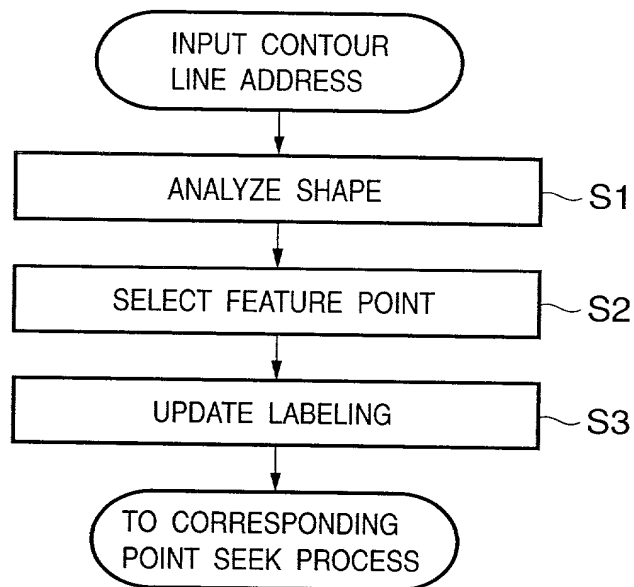 INPUT CONTOUR
LINE ADDRESS
ANALYZE SHAPE
S1
SELECT FEATURE POINT
S2
UPDATE LABELING
S3
TO CORRESPONDING
POINT SEEK PROCESS